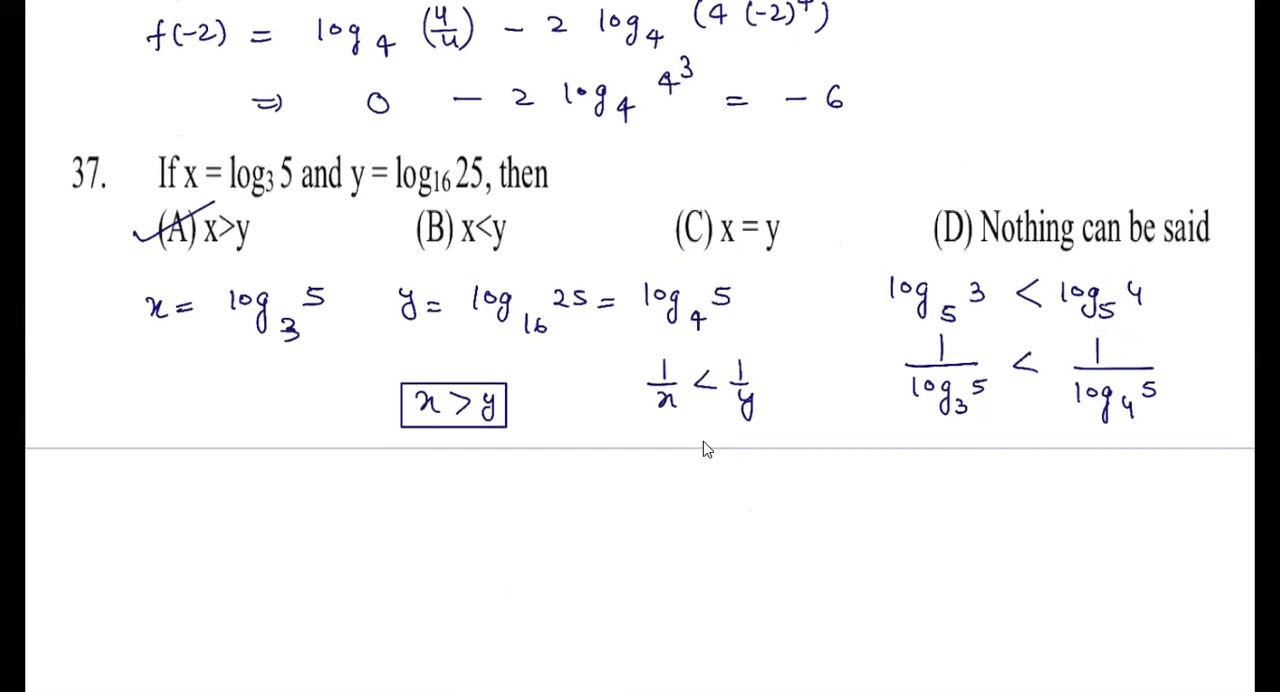 f(-2) = log₄ (4/4) - 2 log₄ (4 (-2)⁴)
⇒ 0 - 2 log₄ 4³ = - 6
37. If x = log₃ 5 and y = log₁₆ 25, then
(A) x>y (B) x<y (C) x = y (D) Nothing can be said
x = log₃ 5 y = log₁₆ 25 = log₄ 5 log₅ 3 < log₅ 4
x > y 1/x < 1/y 1/log₃ 5 < 1/log₄ 5